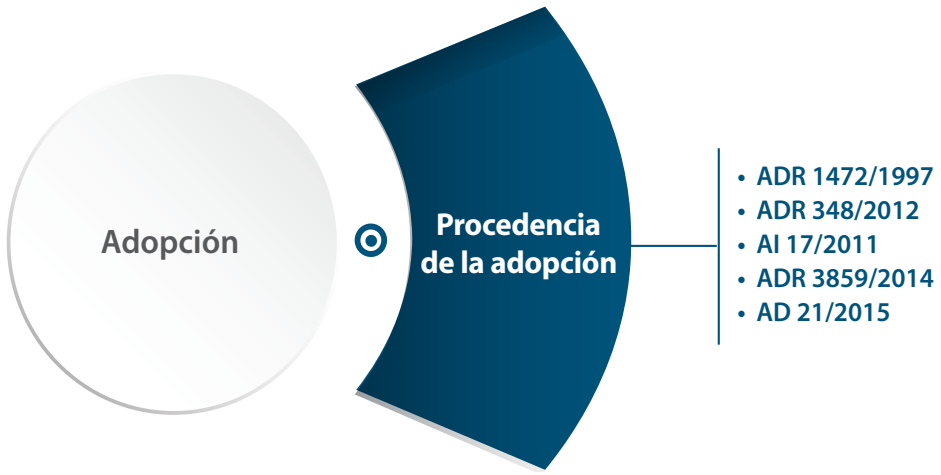 Adopción
Procedencia
de la adopción
• ADR 1472/1997
• ADR 348/2012
• AI 17/2011
• ADR 3859/2014
• AD 21/2015